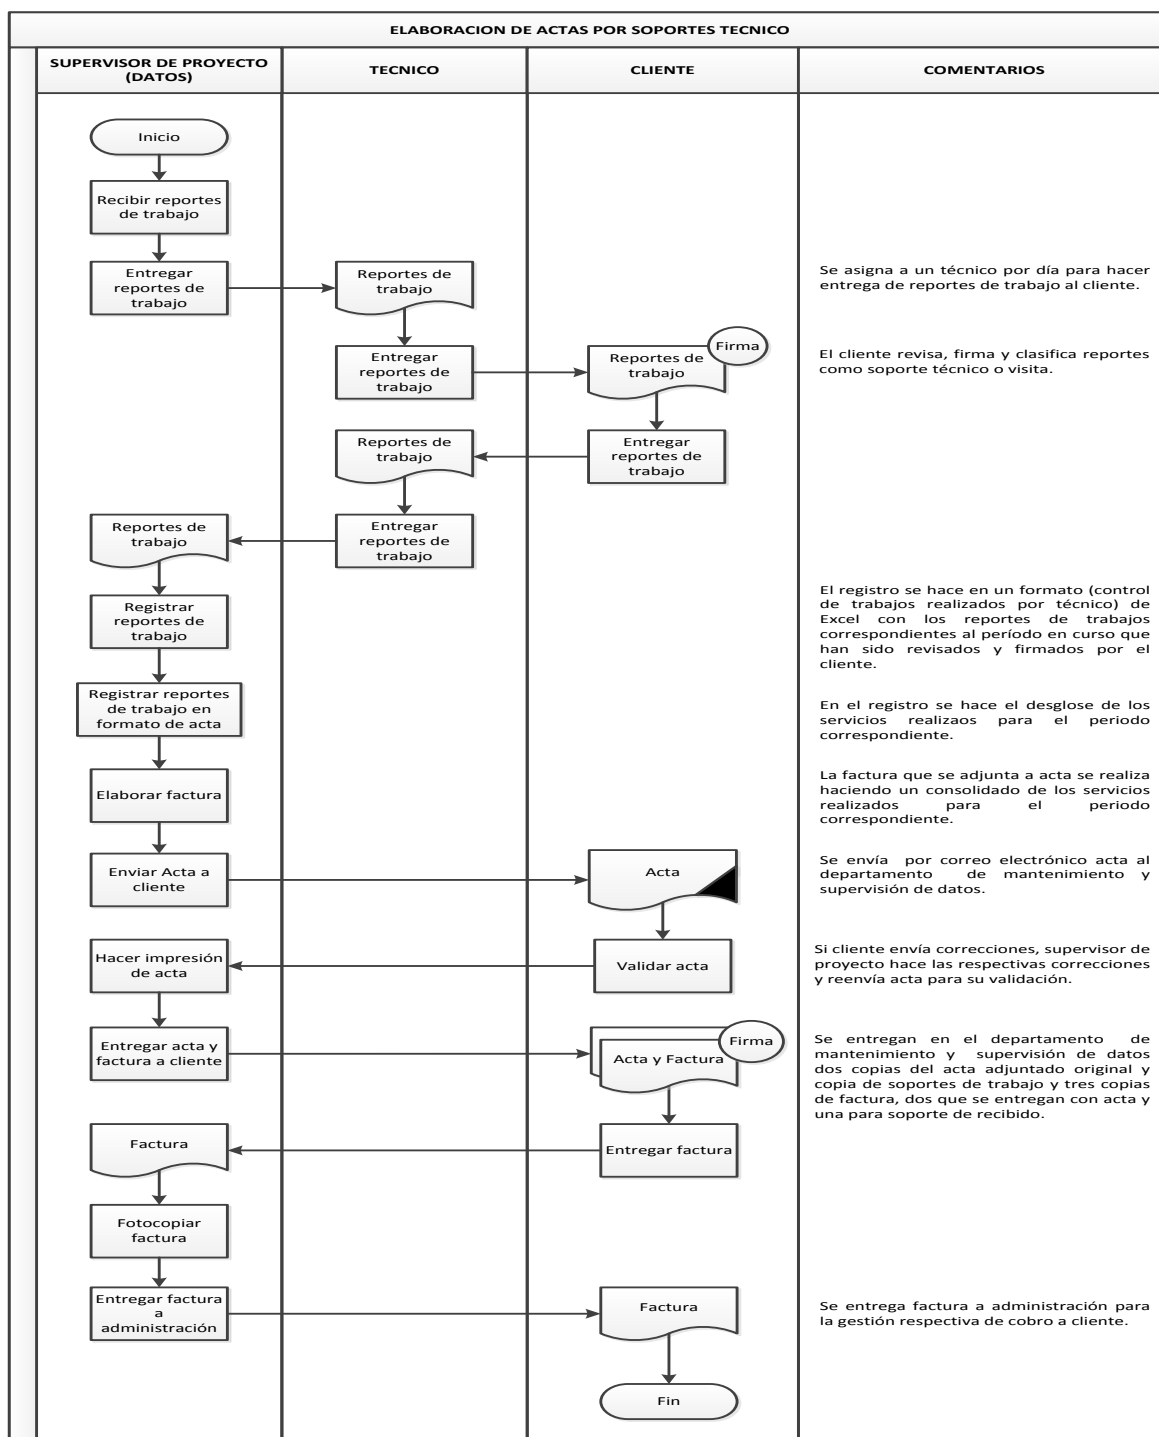 ELABORACION DE ACTAS POR SOPORTES TECNICO
SUPERVISOR DE PROYECTO
(DATOS)
TECNICO
CLIENTE
COMENTARIOS
Inicio
Recibir reportes
de trabajo
Entregar
reportes de
trabajo
Reportes de
trabajo
Se asigna a un técnico por día para hacer
entrega de reportes de trabajo al cliente.
Entregar
reportes de
trabajo
Reportes de
trabajo
Firma
El cliente revisa, firma y clasifica reportes
como soporte técnico o visita.
Reportes de
trabajo
Entregar
reportes de
trabajo
Reportes de
trabajo
Entregar
reportes de
trabajo
Registrar
reportes de
trabajo
El registro se hace en un formato (control
de trabajos realizados por técnico) de
Excel con los reportes de trabajos
correspondientes al período en curso que
han sido revisados y firmados por el
cliente.
Registrar reportes
de trabajo en
formato de acta
En el registro se hace el desglose de los
servicios realizaos para el periodo
correspondiente.
Elaborar factura
La factura que se adjunta a acta se realiza
haciendo un consolidado de los servicios
realizados para el periodo
correspondiente.
Enviar Acta a
cliente
Acta
Se envía por correo electrónico acta al
departamento de mantenimiento y
supervisión de datos.
Hacer impresión
de acta
Validar acta
Si cliente envía correcciones, supervisor de
proyecto hace las respectivas correcciones
y reenvía acta para su validación.
Entregar acta y
factura a cliente
Acta y Factura
Firma
Se entregan en el departamento de
mantenimiento y supervisión de datos
dos copias del acta adjuntado original y
copia de soportes de trabajo y tres copias
de factura, dos que se entregan con acta y
una para soporte de recibido.
Factura
Entregar factura
Fotocopiar
factura
Entregar factura
a
administración
Factura
Se entrega factura a administración para
la gestión respectiva de cobro a cliente.
Fin